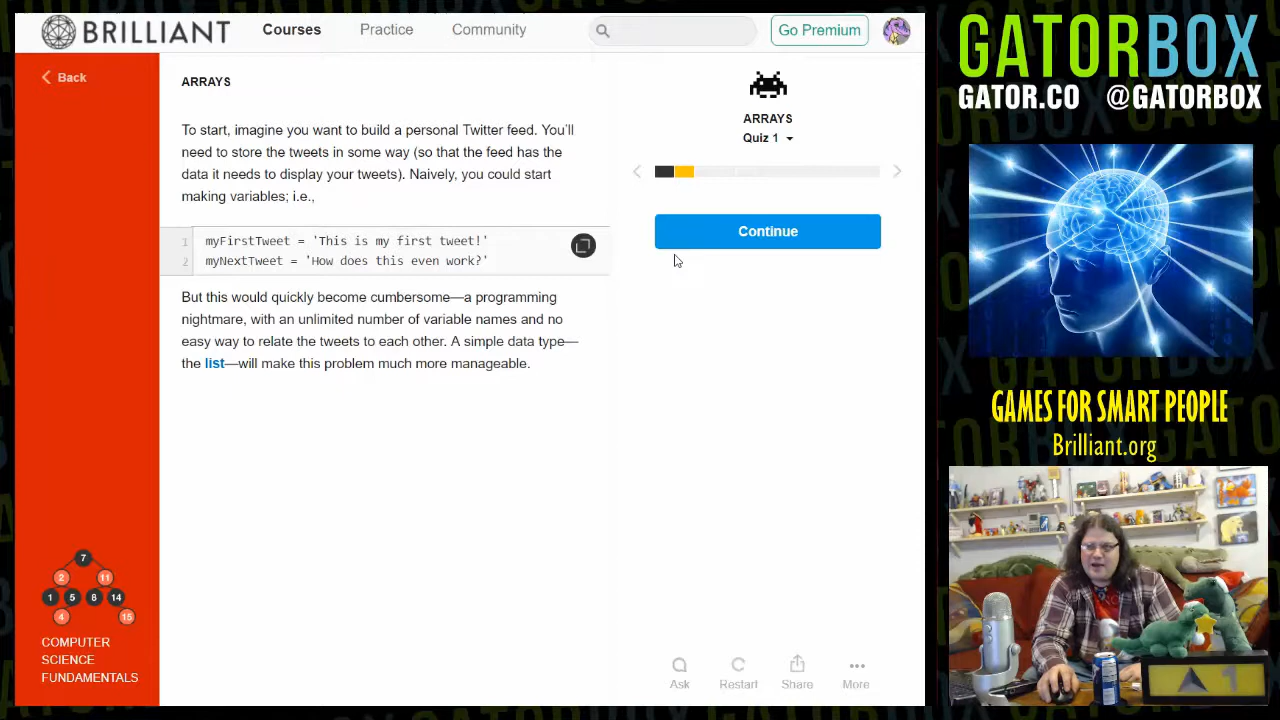 BRILLIANT
Courses
Practice
Community
Go Premium
Back
ARRAYS
To start, imagine you want to build a personal Twitter feed. You'll
need to store the tweets in some way (so that the feed has the
data it needs to display your tweets). Naively, you could start
making variables; i.e.,
1 myFirstTweet = 'This is my first tweet!'
2 myNextTweet = 'How does this even work?'
But this would quickly become cumbersome—a programming
nightmare, with an unlimited number of variable names and no
easy way to relate the tweets to each other. A simple data type—
the list—will make this problem much more manageable.
ARRAYS
Quiz 1
Continue
Ask
Restart
Share
More
7
2 11
1 5 8 14
4 15
COMPUTER
SCIENCE
FUNDAMENTALS
GATORBOX
GATOR.CO @GATORBOX
GAMES FOR SMART PEOPLE
Brilliant.org
1